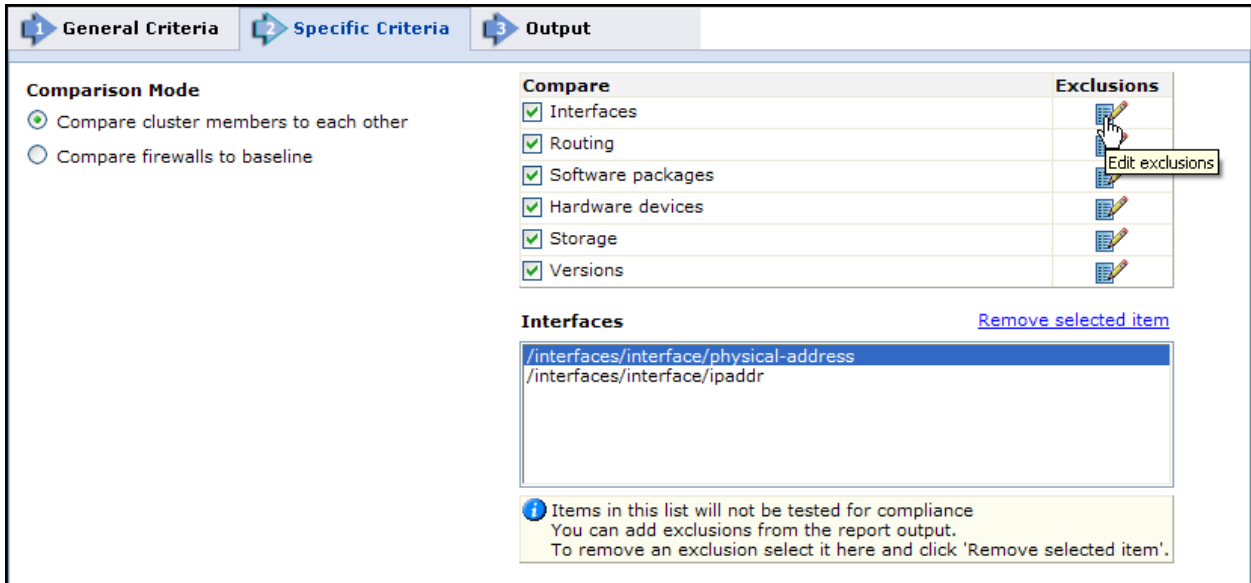 1 General Criteria
2 Specific Criteria
3 Output
Comparison Mode
Compare cluster members to each other
Compare firewalls to baseline
Compare Exclusions
Interfaces
Routing
Edit exclusions
Software packages
Hardware devices
Storage
Versions
Interfaces
Remove selected item
/interfaces/interface/physical-address
/interfaces/interface/ipaddr
Items in this list will not be tested for compliance
You can add exclusions from the report output.
To remove an exclusion select it here and click 'Remove selected item'.